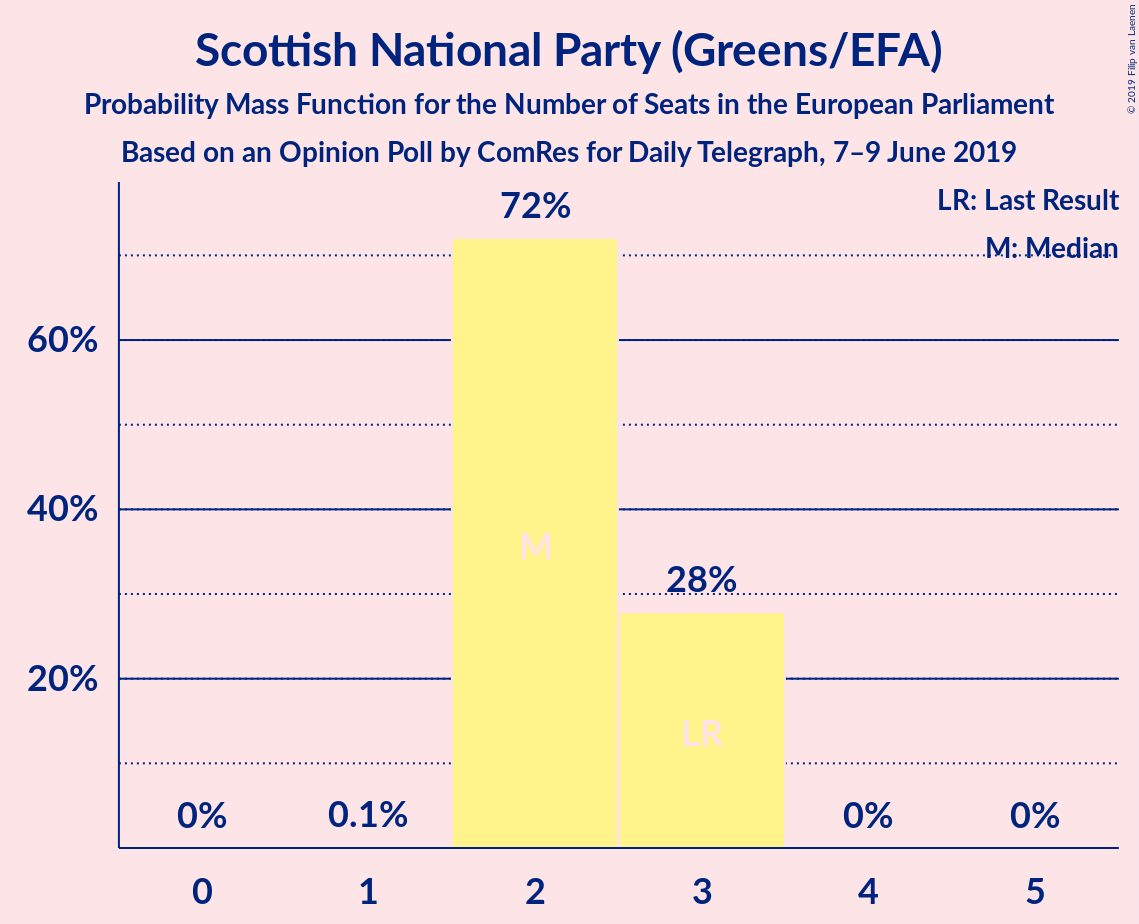 Scottish National Party (Greens/EFA)
Probability Mass Function for the Number of Seats in the European Parliament
Based on an Opinion Poll by ComRes for Daily Telegraph, 7–9 June 2019
© 2019 Filip van Laenen
LR: Last Result
M: Median
72%
60%
40%
M
28%
20%
LR
0%
0.1%
0%
0%
0
1
2
3
4
5